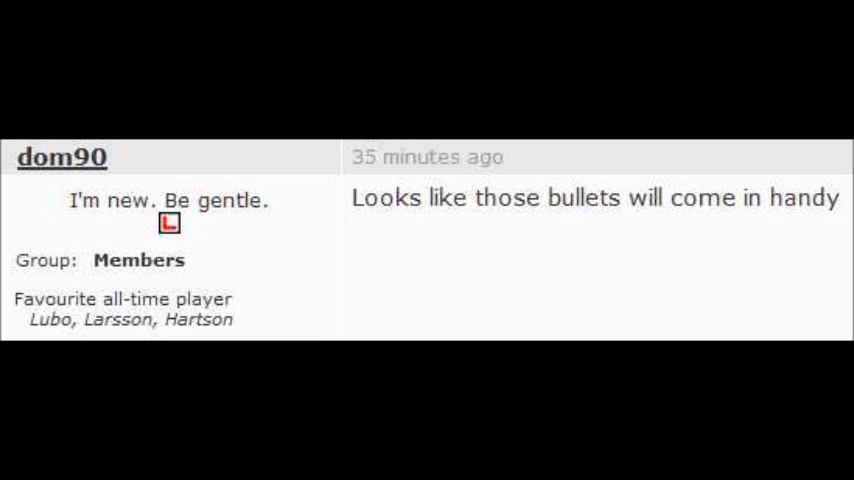 dom90
35 minutes ago
I'm new. Be gentle.
L
Looks like those bullets will come in handy
Group: Members
Favourite all-time player
Lubo, Larsson, Hartson